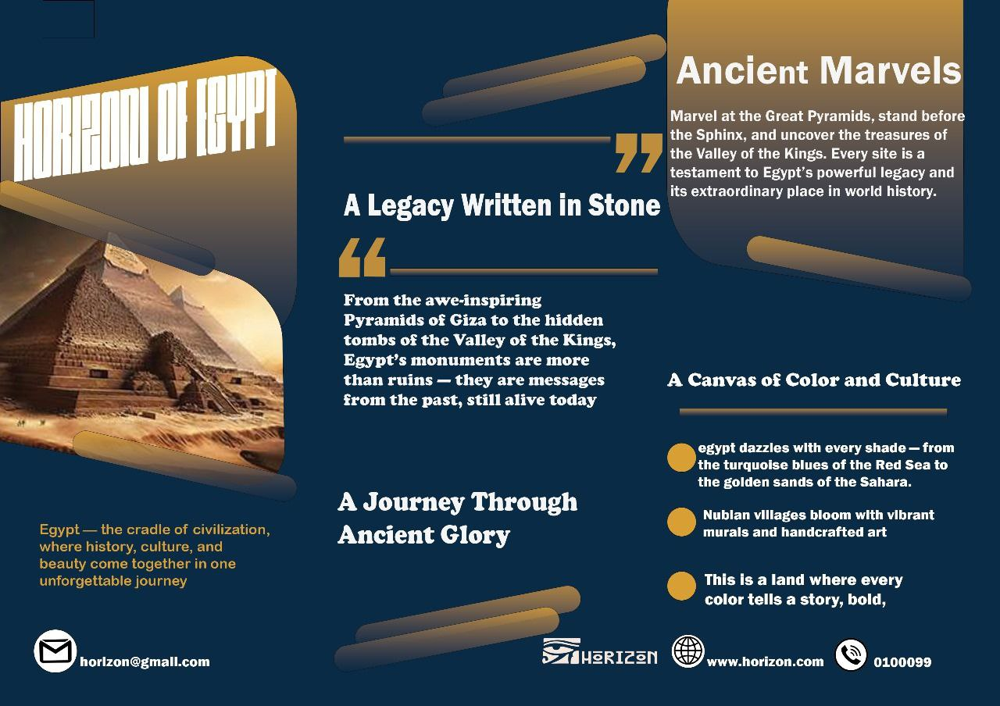 HORIZON OF EGYPT
Egypt — the cradle of civilization,
where history, culture, and
beauty come together in one
unforgettable journey
horizon@gmall.com
”
A Legacy Written in Stone
“
From the awe-inspiring
Pyramids of Giza to the hidden
tombs of the Valley of the Kings,
Egypt’s monuments are more
than ruins — they are messages
from the past, still alive today
A Journey Through
Ancient Glory
HORIZON
Ancient Marvels
Marvel at the Great Pyramids, stand before
the Sphinx, and uncover the treasures of
the Valley of the Kings. Every site is a
testament to Egypt’s powerful legacy and
its extraordinary place in world history.
A Canvas of Color and Culture
egypt dazzles with every shade — from
the turquoise blues of the Red Sea to
the golden sands of the Sahara.
Nubian villages bloom with vibrant
murals and handcrafted art
This is a land where every
color tells a story, bold,
www.horizon.com
0100099